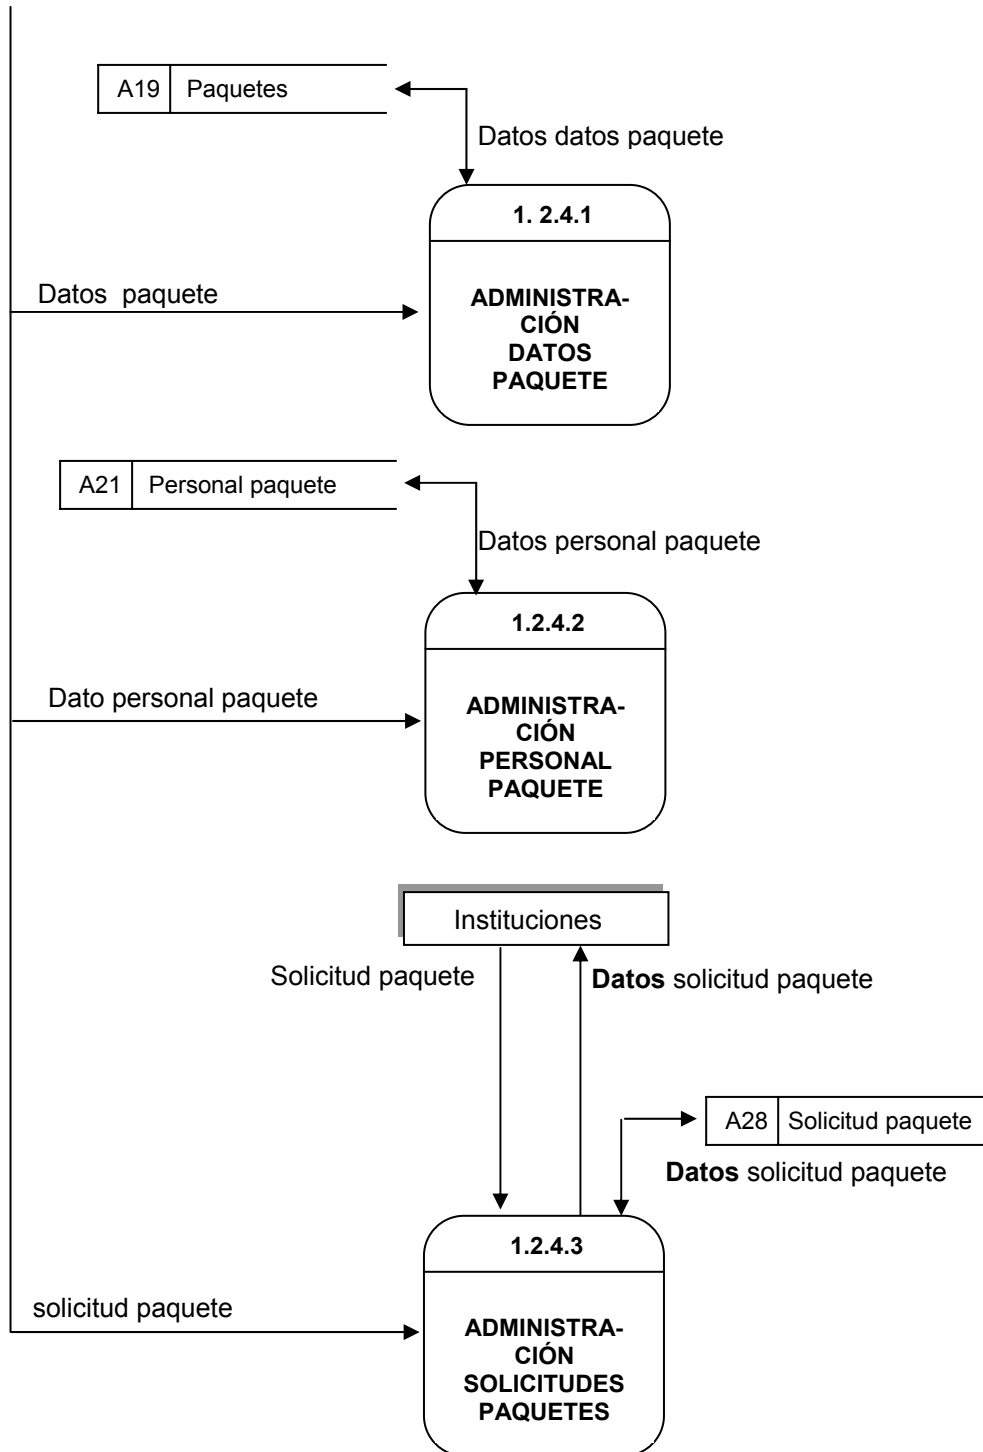 A19 Paquetes
Datos datos paquete
1. 2.4.1
Datos  paquete
ADMINISTRA-
CIÓN
DATOS
PAQUETE
A21 Personal paquete
Datos personal paquete
1.2.4.2
Dato personal paquete
ADMINISTRA-
CIÓN
PERSONAL
PAQUETE
Instituciones
Solicitud paquete
Datos solicitud paquete
A28 Solicitud paquete
Datos solicitud paquete
1.2.4.3
solicitud paquete
ADMINISTRA-
CIÓN
SOLICITUDES
PAQUETES